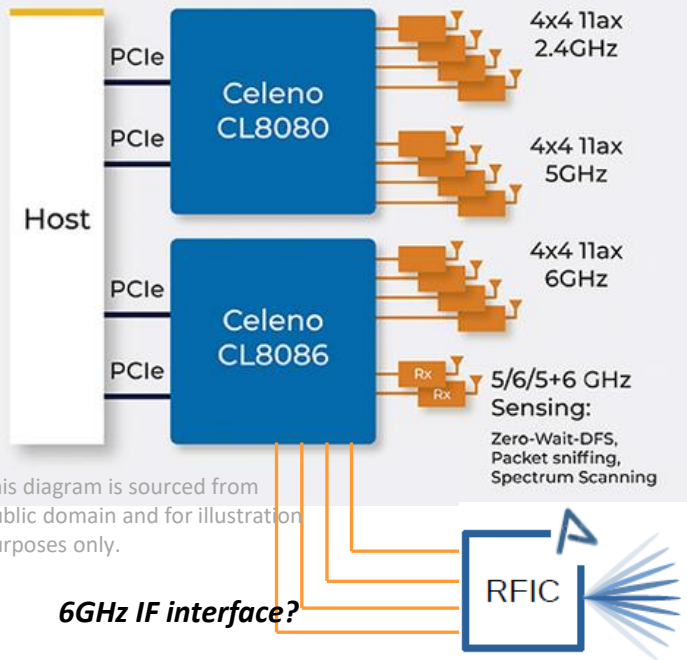 4x4 11ax
2.4GHz
PCIe
Celeno
CL8080
PCIe
4x4 11ax
5GHz
Host
4x4 11ax
6GHz
PCIe
Celeno
CL8086
PCIe
Rx
Rx
5/6/5+6 GHz
Sensing:
Zero-Wait-DFS,
Packet sniffing,
Spectrum Scanning
his diagram is sourced from
ublic domain and for illustration
urposes only.
RFIC
6GHz IF interface?